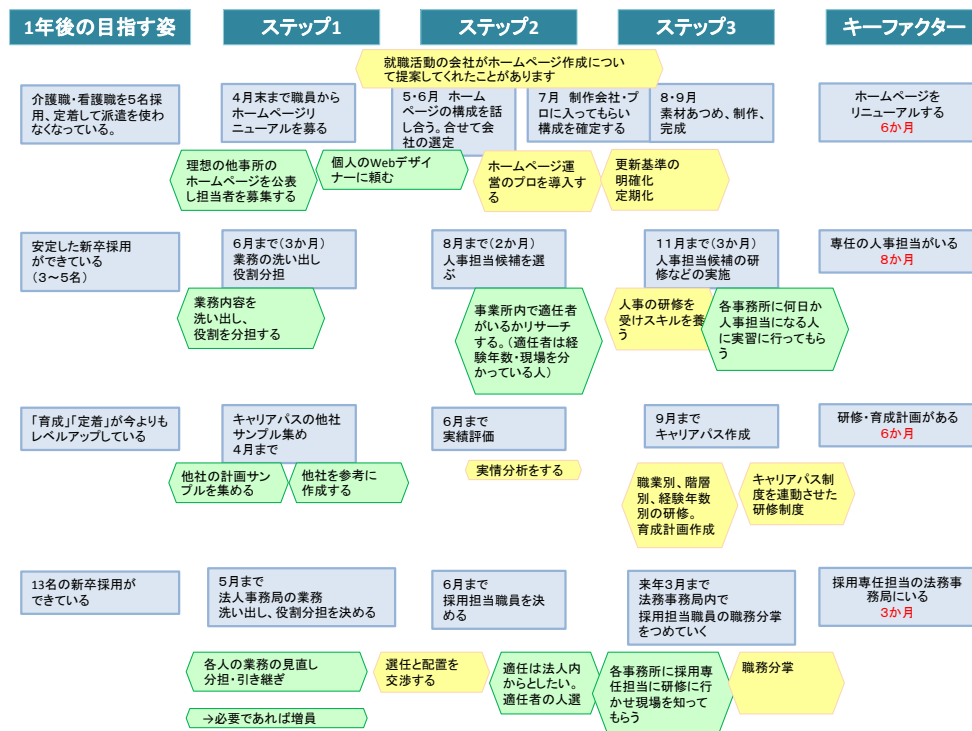 1年後の目指す姿
ステップ1
ステップ2
ステップ3
キーファクター
就職活動の会社がホームページ作成につい
て提案してくれたことがあります
介護職・看護職を5名採
用、定着して派遣を使わ
なくなっている。
4月末まで職員から
ホームページリ
ニューアルを募る
5・6月 ホーム
ページの構成を話
し合う。合せて会
社の選定
7月 制作会社・プ
ロに入ってもらい
構成を確定する
8・9月
素材あつめ、制作、
完成
ホームページを
リニューアルする
6か月
理想の他事所の
ホームページを公表
し担当者を募集する
個人のWebデザイ
ナーに頼む
ホームページ運
営のプロを導入す
る
更新基準の
明確化
定期化
安定した新卒採用
ができている
(3～5名)
6月まで(3か月)
業務の洗い出し
役割分担
8月まで(2か月)
人事担当候補を選
ぶ
11月まで(3か月)
人事担当候補の研
修などの実施
専任の人事担当がいる
8か月
業務内容を
洗い出し、
役割を分担する
事業所内で適任者
がいるかリサーチ
する。(適任者は経
験年数・現場を分
かっている人)
人事の研修を
受けスキルを養
う
各事務所に何日か
人事担当になる人
に実習に行っても
らう
「育成」「定着」が今よりも
レベルアップしている
キャリアパスの他社
サンプル集め
4月まで
6月まで
実績評価
9月まで
キャリアパス作成
研修・育成計画がある
6か月
他社の計画サン
プルを集める
他社を参考に
作成する
実情分析をする
職業別、階層
別、経験年数
別の研修。
育成計画作成
キャリアパス制
度を連動させた
研修制度
13名の新卒採用が
できている
5月まで
法人事務局の業務
洗い出し、役割分担を決める
6月まで
採用担当職員を決
める
来年3月まで
法務事務局内で
採用担当職員の職務分掌
をつめていく
採用専任担当の法務事
務局にいる
3か月
各人の業務の見直し
分担・引き継ぎ
選任と配置を
交渉する
適任は法人内
からとしたい。
適任者の人選
各事務所に採用専
任担当に研修に行
かせ現場を知って
もらう
職務分掌
→必要であれば増員